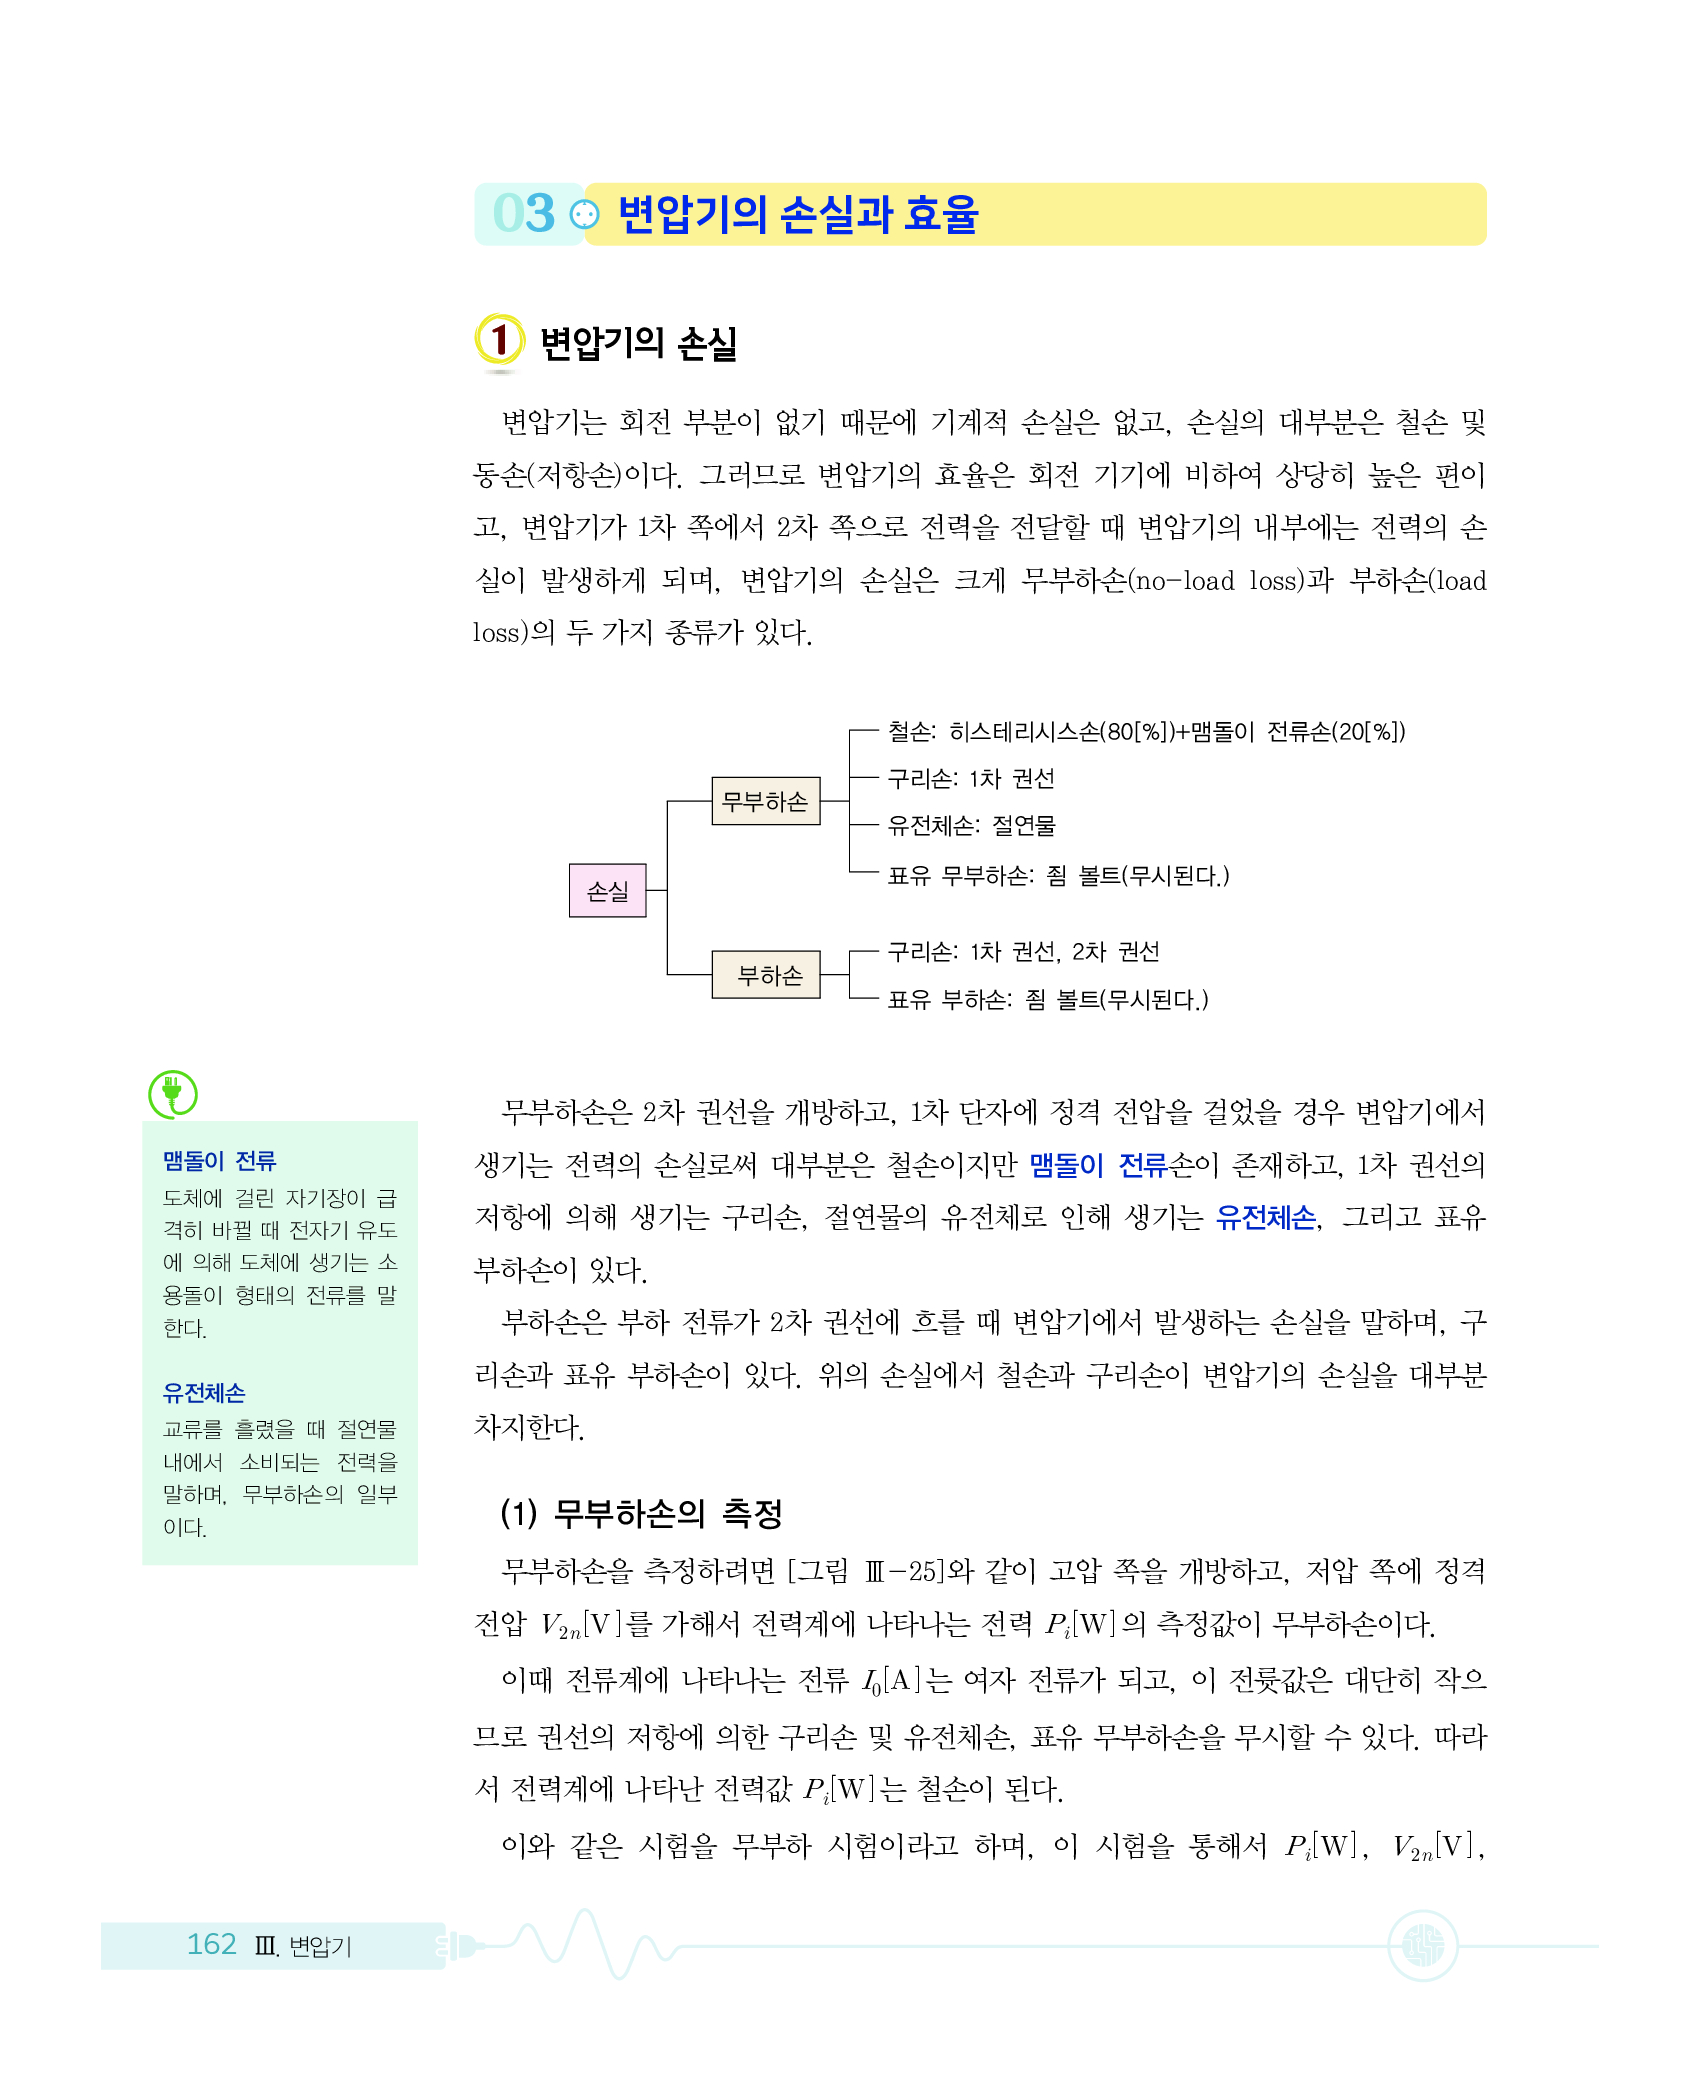 03 변압기의 손실과 효율
1 변압기의 손실
변압기는 회전 부분이 없기 때문에 기계적 손실은 없고, 손실의 대부분은 철손 및
동손(저항손)이다. 그러므로 변압기의 효율은 회전 기기에 비하여 상당히 높은 편이
고, 변압기가 1차 쪽에서 2차 쪽으로 전력을 전달할 때 변압기의 내부에는 전력의 손
실이 발생하게 되며, 변압기의 손실은 크게 무부하손(no-load loss)과 부하손(load
loss)의 두 가지 종류가 있다.
손실
무부하손
철손: 히스테리시스손(80[%])+맴돌이 전류손(20[%])
구리손: 1차 권선
유전체손: 절연물
표유 무부하손: 죔 볼트(무시된다.)
부하손
구리손: 1차 권선, 2차 권선
표유 부하손: 죔 볼트(무시된다.)
맴돌이 전류
도체에 걸린 자기장이 급
격히 바뀔 때 전자기 유도
에 의해 도체에 생기는 소
용돌이 형태의 전류를 말
한다.
유전체손
교류를 흘렸을 때 절연물
내에서 소비되는 전력을
말하며, 무부하손의 일부
이다.
무부하손은 2차 권선을 개방하고, 1차 단자에 정격 전압을 걸었을 경우 변압기에서
생기는 전력의 손실로써 대부분은 철손이지만 맴돌이 전류손이 존재하고, 1차 권선의
저항에 의해 생기는 구리손, 절연물의 유전체로 인해 생기는 유전체손, 그리고 표유
부하손이 있다.
부하손은 부하 전류가 2차 권선에 흐를 때 변압기에서 발생하는 손실을 말하며, 구
리손과 표유 부하손이 있다. 위의 손실에서 철손과 구리손이 변압기의 손실을 대부분
차지한다.
(1) 무부하손의 측정
무부하손을 측정하려면 [그림 Ⅲ-25]와 같이 고압 쪽을 개방하고, 저압 쪽에 정격
전압 V₂ₙ[V]를 가해서 전력계에 나타나는 전력 Pᵢ[W]의 측정값이 무부하손이다.
이때 전류계에 나타나는 전류 I₀[A]는 여자 전류가 되고, 이 전륫값은 대단히 작으
므로 권선의 저항에 의한 구리손 및 유전체손, 표유 무부하손을 무시할 수 있다. 따라
서 전력계에 나타난 전력값 Pᵢ[W]는 철손이 된다.
이와 같은 시험을 무부하 시험이라고 하며, 이 시험을 통해서 Pᵢ[W], V₂ₙ[V],
162 Ⅲ. 변압기